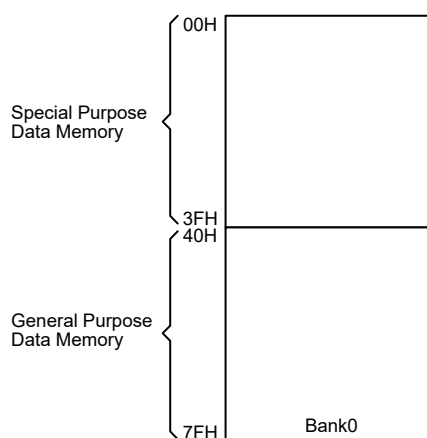 00H
Special Purpose
Data Memory
3FH
40H
General Purpose
Data Memory
7FH
Bank0